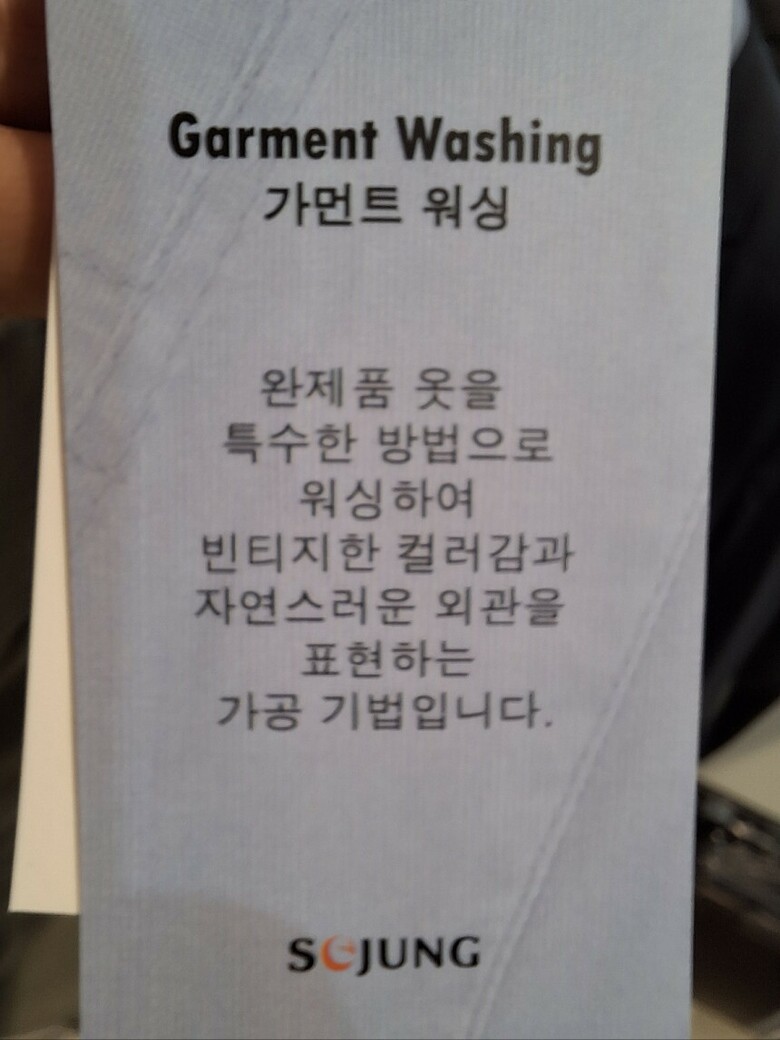 Garment Washing
가먼트 워싱
완제품 옷을
특수한 방법으로
워싱하여
빈티지한 컬러감과
자연스러운 외관을
표현하는
가공 기법입니다.
SEJUNG